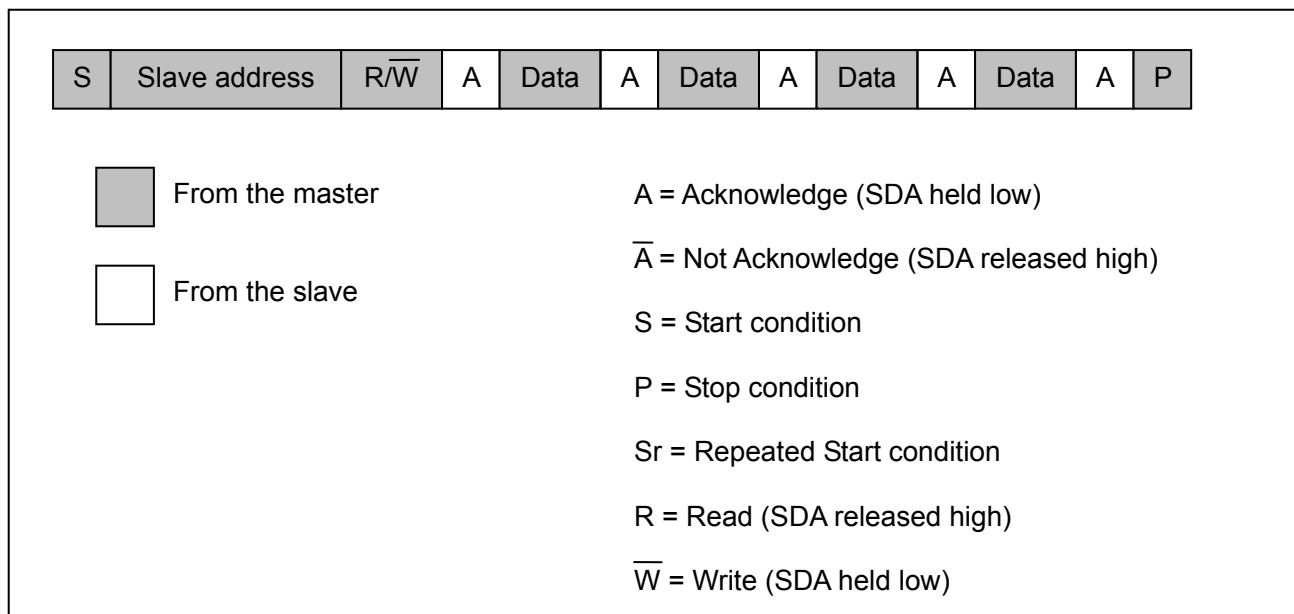 S Slave address R/W̅ A Data A Data A Data A Data A P
From the master
From the slave
A = Acknowledge (SDA held low)
A̅ = Not Acknowledge (SDA released high)
S = Start condition
P = Stop condition
Sr = Repeated Start condition
R = Read (SDA released high)
W̅ = Write (SDA held low)